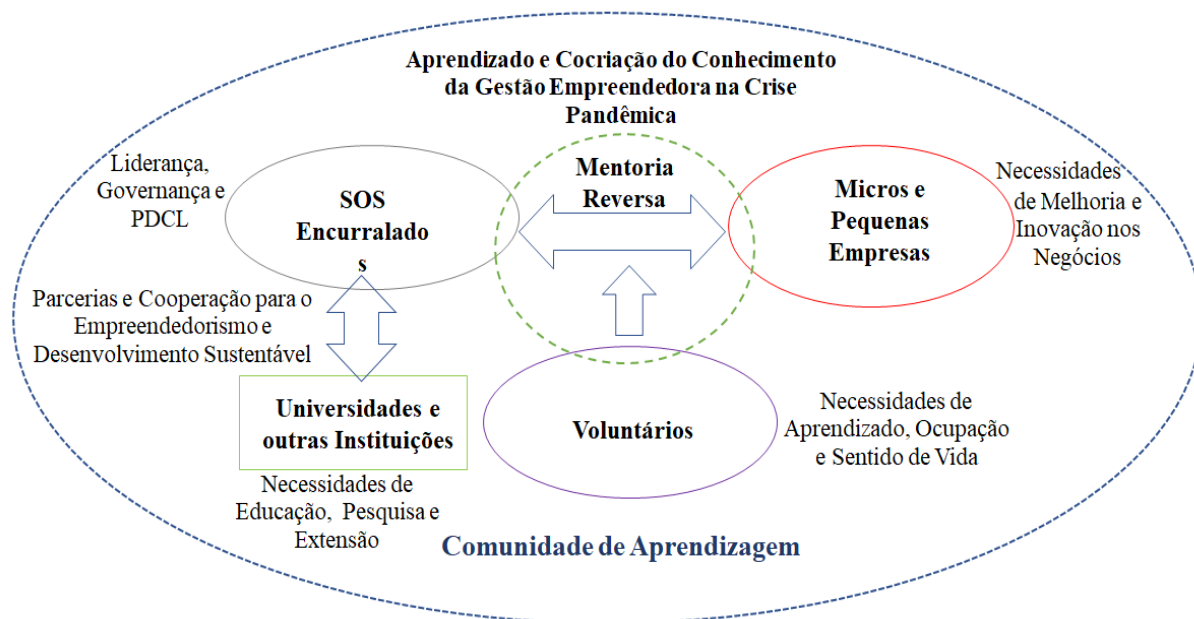 Aprendizado e Cocriação do Conhecimento
da Gestão Empreendedora na Crise
Pandêmica
Liderança,
Governança e
PDCL
SOS
Encurralado
s
Mentoria
Reversa
Micros e
Pequenas
Empresas
Necessidades
de Melhoria e
Inovação nos
Negócios
Parcerias e Cooperação para o
Empreendedorismo e
Desenvolvimento Sustentável
Universidades e
outras Instituições
Necessidades de
Educação, Pesquisa e
Extensão
Voluntários
Necessidades de
Aprendizado, Ocupação
e Sentido de Vida
Comunidade de Aprendizagem